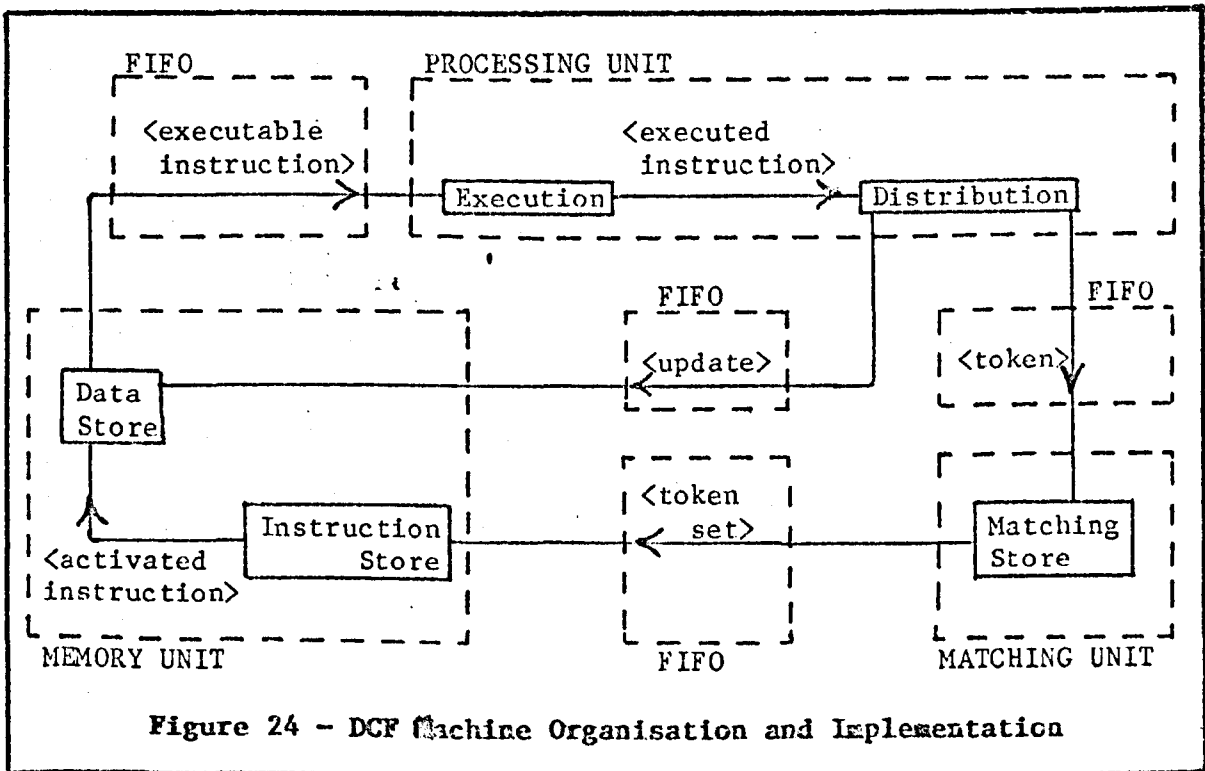 FIFO
PROCESSING UNIT
<executable
instruction>
<executed
instruction>
Execution
Distribution
FIFO
FIFO
<update>
<token>
Data
Store
<token
set>
Instruction
Store
Matching
Store
<activated
instruction>
MEMORY UNIT
FIFO
MATCHING UNIT
Figure 24 - DCF Machine Organisation and Implementation